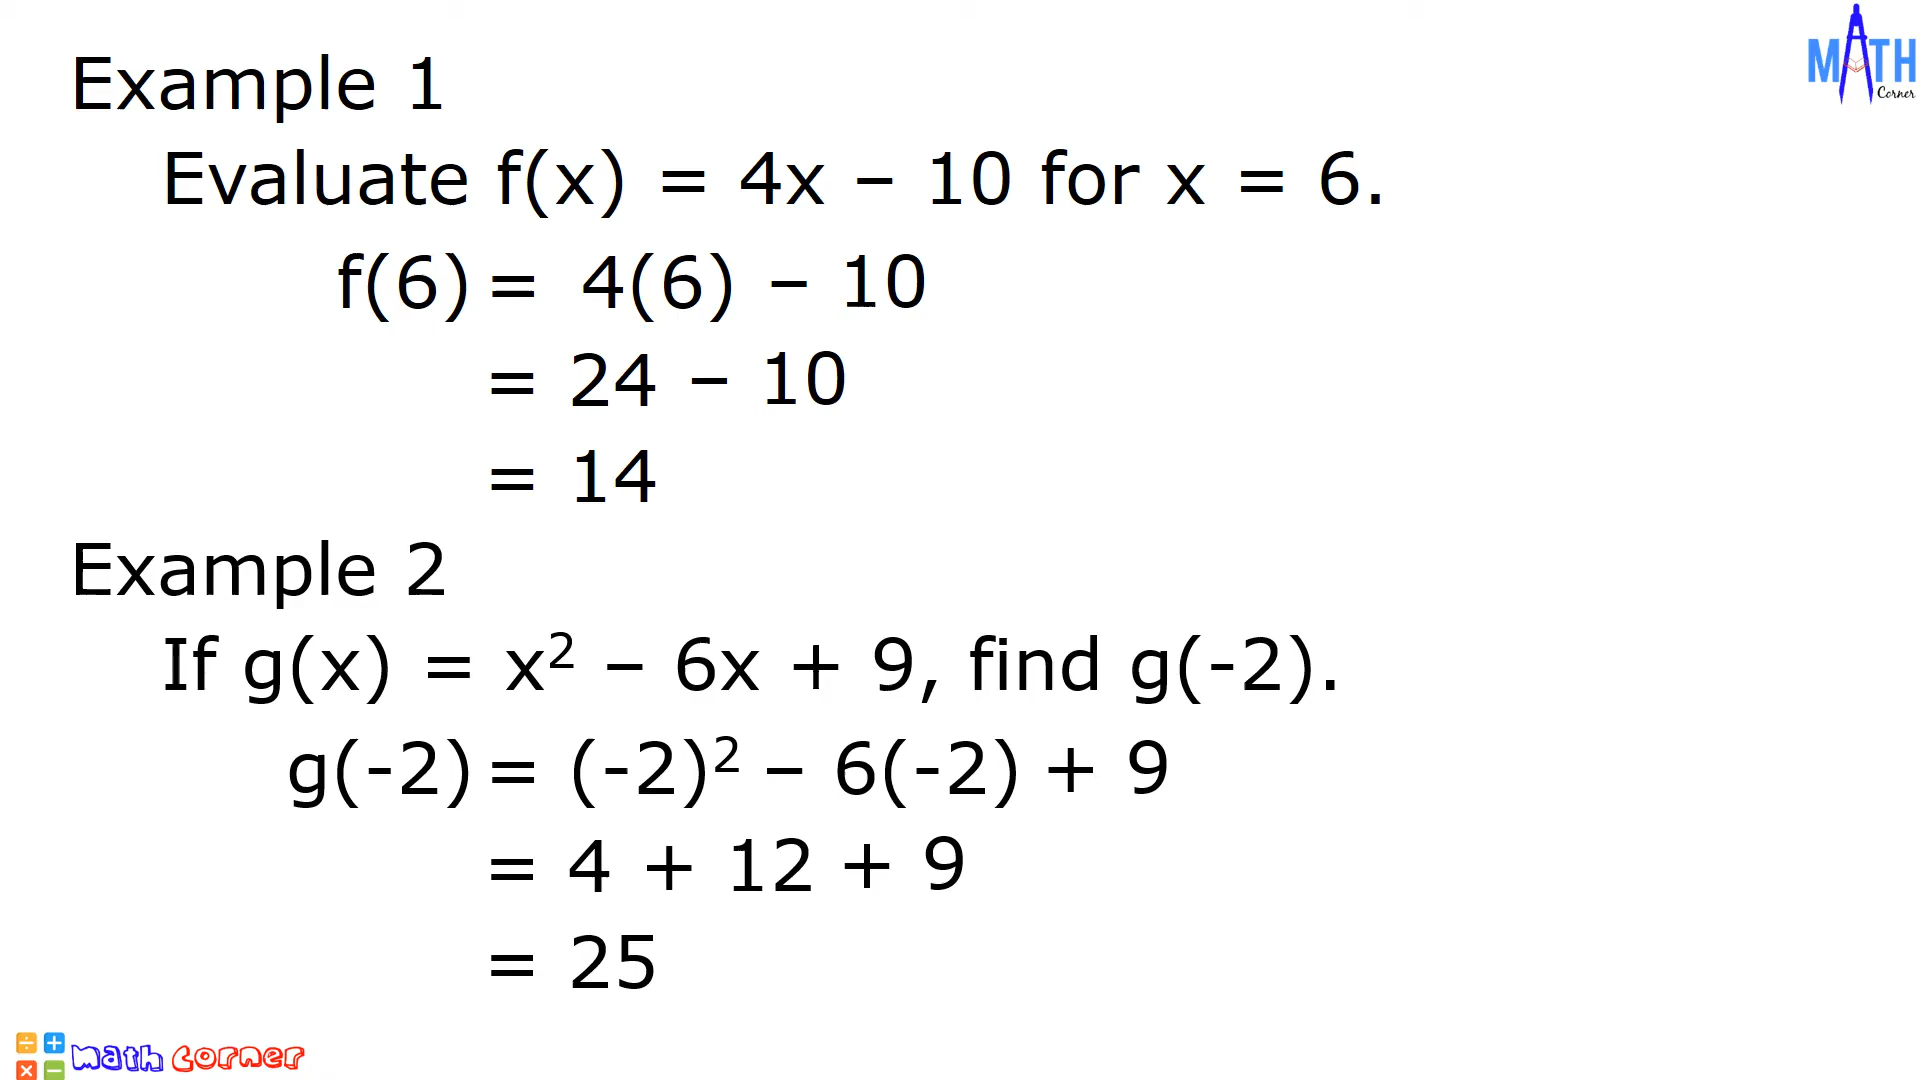 MATH
Corner
Example 1
Evaluate f(x) = 4x – 10 for x = 6.
f(6) = 4(6) – 10
= 24 – 10
= 14
Example 2
If g(x) = x² – 6x + 9, find g(-2).
g(-2) = (-2)² – 6(-2) + 9
= 4 + 12 + 9
= 25
÷ +
× −
math corner